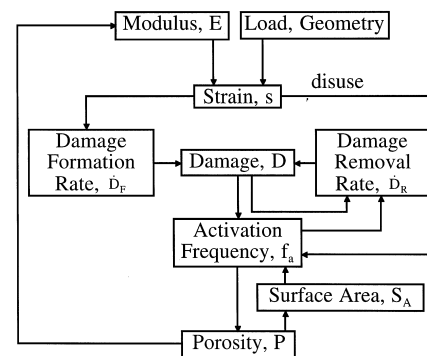 Modulus, E
Load, Geometry
Strain, s
disuse
Damage
Formation
Rate, Ḋ_F
Damage, D
Damage
Removal
Rate, Ḋ_R
Activation
Frequency, f_a
Surface Area, S_A
Porosity, P